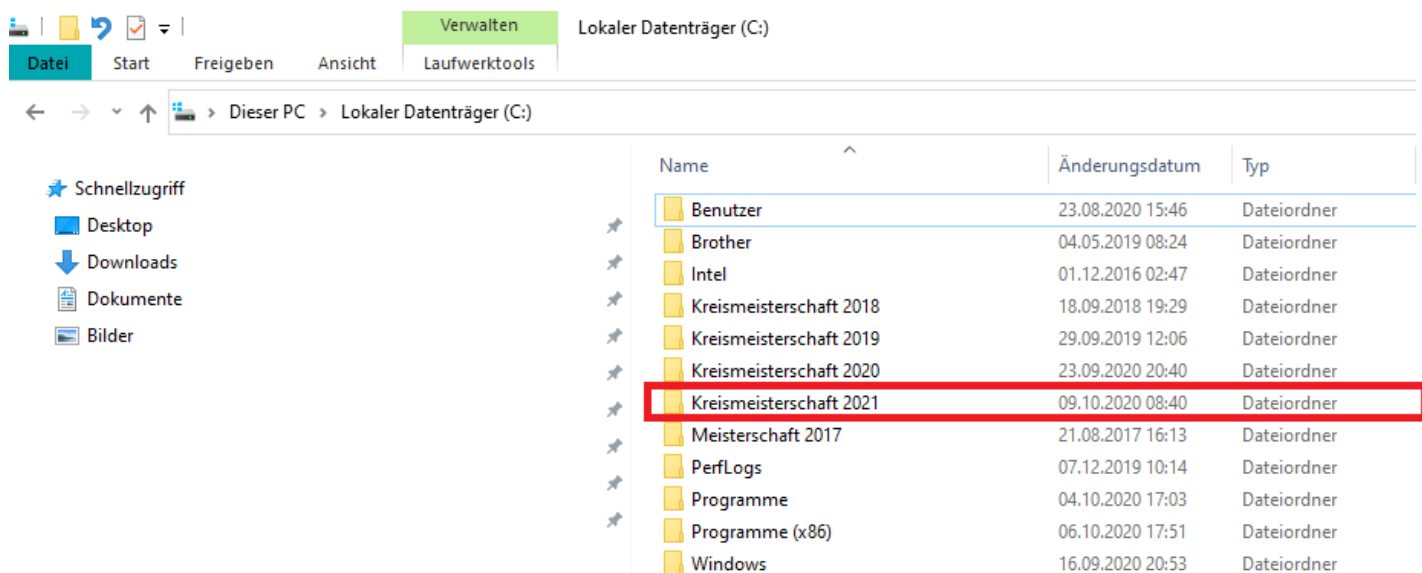 Verwalten Lokaler Datenträger (C:)
Datei Start Freigeben Ansicht Laufwerktools
Dieser PC › Lokaler Datenträger (C:)
Schnellzugriff
Desktop
Downloads
Dokumente
Bilder
Name Änderungsdatum Typ
Benutzer 23.08.2020 15:46 Dateiordner
Brother 04.05.2019 08:24 Dateiordner
Intel 01.12.2016 02:47 Dateiordner
Kreismeisterschaft 2018 18.09.2018 19:29 Dateiordner
Kreismeisterschaft 2019 29.09.2019 12:06 Dateiordner
Kreismeisterschaft 2020 23.09.2020 20:40 Dateiordner
Kreismeisterschaft 2021 09.10.2020 08:40 Dateiordner
Meisterschaft 2017 21.08.2017 16:13 Dateiordner
PerfLogs 07.12.2019 10:14 Dateiordner
Programme 04.10.2020 17:03 Dateiordner
Programme (x86) 06.10.2020 17:51 Dateiordner
Windows 16.09.2020 20:53 Dateiordner